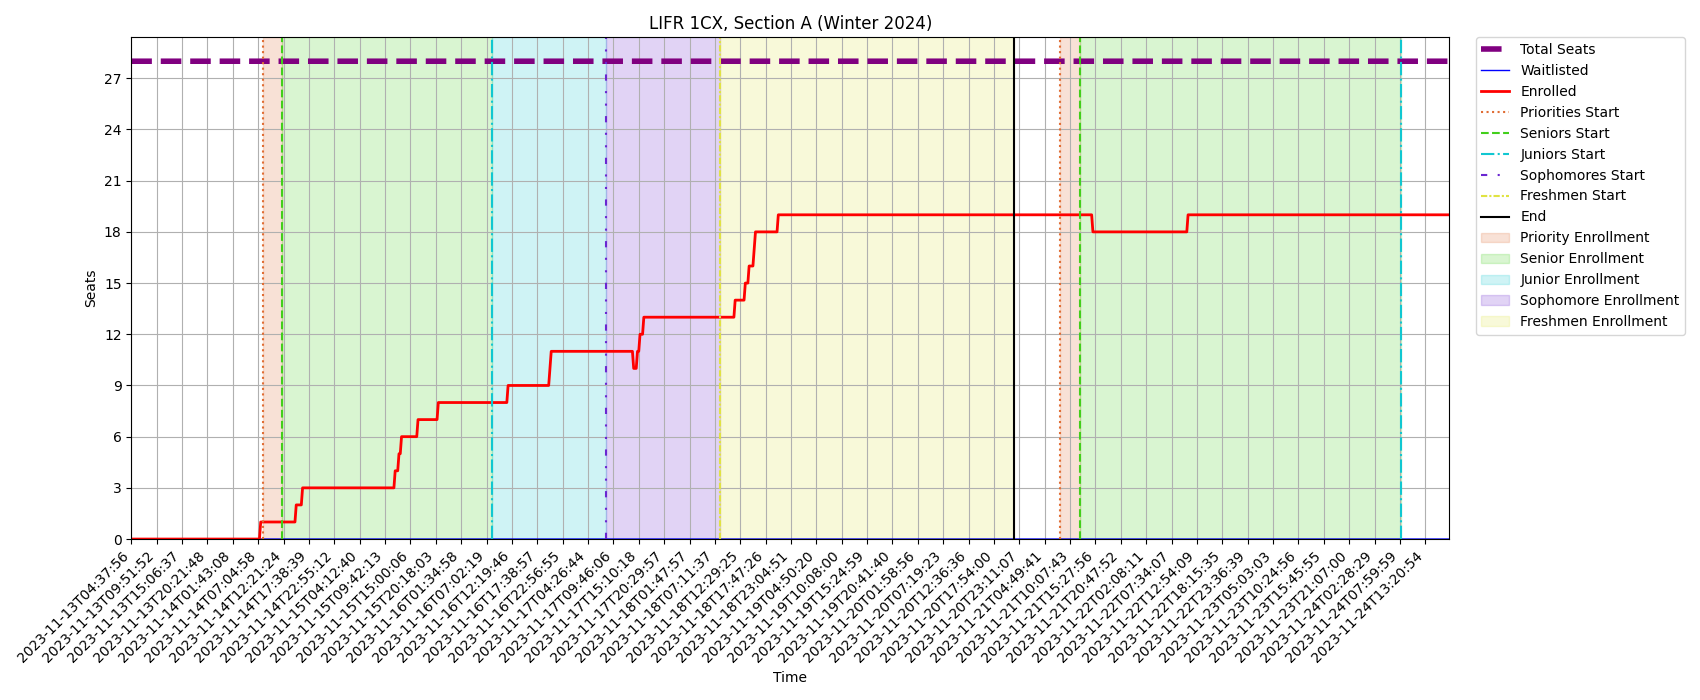 LIFR 1CX, Section A (Winter 2024)
Total Seats
Waitlisted
Enrolled
Priorities Start
Seniors Start
Juniors Start
Sophomores Start
Freshmen Start
End
Priority Enrollment
Senior Enrollment
Junior Enrollment
Sophomore Enrollment
Freshmen Enrollment
Seats
27
24
21
18
15
12
9
6
3
0
2023-11-13T04:37:56
2023-11-13T09:51:52
2023-11-13T15:06:37
2023-11-13T20:21:48
2023-11-14T01:43:08
2023-11-14T07:04:58
2023-11-14T12:21:24
2023-11-14T17:38:39
2023-11-14T22:55:12
2023-11-15T04:12:40
2023-11-15T09:42:13
2023-11-15T15:00:06
2023-11-15T20:18:03
2023-11-16T01:34:58
2023-11-16T07:02:19
2023-11-16T12:19:46
2023-11-16T17:38:57
2023-11-16T22:56:55
2023-11-17T04:26:44
2023-11-17T09:46:06
2023-11-17T15:10:18
2023-11-17T20:29:57
2023-11-18T01:47:57
2023-11-18T07:11:37
2023-11-18T12:29:25
2023-11-18T17:47:26
2023-11-18T23:04:51
2023-11-19T04:50:20
2023-11-19T10:08:00
2023-11-19T15:24:59
2023-11-19T20:41:40
2023-11-20T01:58:56
2023-11-20T07:19:23
2023-11-20T12:36:36
2023-11-20T17:54:00
2023-11-20T23:11:07
2023-11-21T04:49:41
2023-11-21T10:07:43
2023-11-21T15:27:56
2023-11-21T20:47:52
2023-11-22T02:08:11
2023-11-22T07:34:07
2023-11-22T12:54:09
2023-11-22T18:15:35
2023-11-22T23:36:39
2023-11-23T05:03:03
2023-11-23T10:24:56
2023-11-23T15:45:55
2023-11-23T21:07:00
2023-11-24T02:28:29
2023-11-24T07:59:59
2023-11-24T13:20:54
Time